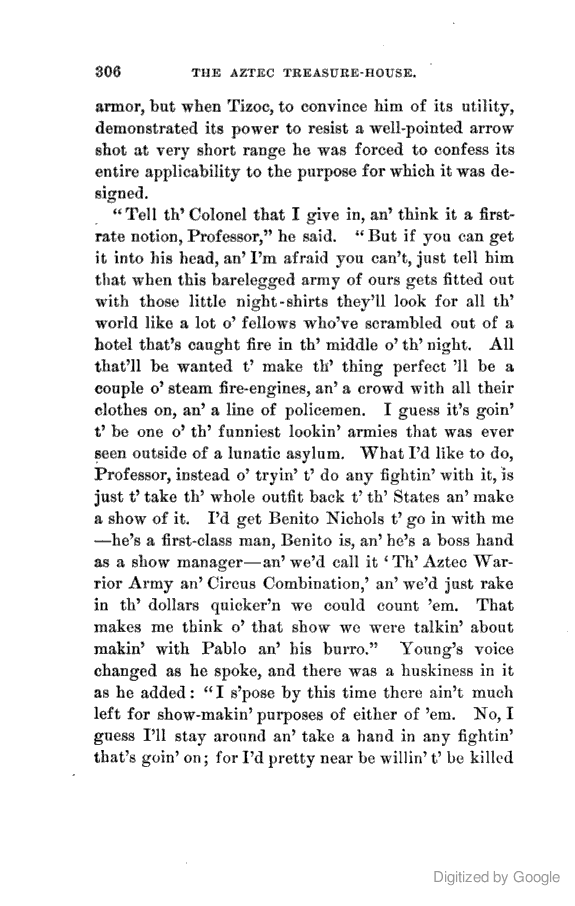 306 THE AZTEC TREASURE-HOUSE.
armor, but when Tizoc, to convince him of its utility,
demonstrated its power to resist a well-pointed arrow
shot at very short range he was forced to confess its
entire applicability to the purpose for which it was de-
signed.
“Tell th’ Colonel that I give in, an’ think it a first-
rate notion, Professor,” he said. “But if you can get
it into his head, an’ I’m afraid you can’t, just tell him
that when this barelegged army of ours gets fitted out
with those little night-shirts they’ll look for all th’
world like a lot o’ fellows who’ve scrambled out of a
hotel that’s caught fire in th’ middle o’ th’ night. All
that’ll be wanted t’ make th’ thing perfect ’ll be a
couple o’ steam fire-engines, an’ a crowd with all their
clothes on, an’ a line of policemen. I guess it’s goin’
t’ be one o’ th’ funniest lookin’ armies that was ever
seen outside of a lunatic asylum. What I’d like to do,
Professor, instead o’ tryin’ t’ do any fightin’ with it, is
just t’ take th’ whole outfit back t’ th’ States an’ make
a show of it. I’d get Benito Nichols t’ go in with me
—he’s a first-class man, Benito is, an’ he’s a boss hand
as a show manager—an’ we’d call it ‘Th’ Aztec War-
rior Army an’ Circus Combination,’ an’ we’d just rake
in th’ dollars quicker’n we could count ’em. That
makes me think o’ that show we were talkin’ about
makin’ with Pablo an’ his burro.” Young’s voice
changed as he spoke, and there was a huskiness in it
as he added: “I s’pose by this time there ain’t much
left for show-makin’ purposes of either of ’em. No, I
guess I’ll stay around an’ take a hand in any fightin’
that’s goin’ on; for I’d pretty near be willin’ t’ be killed
Digitized by Google